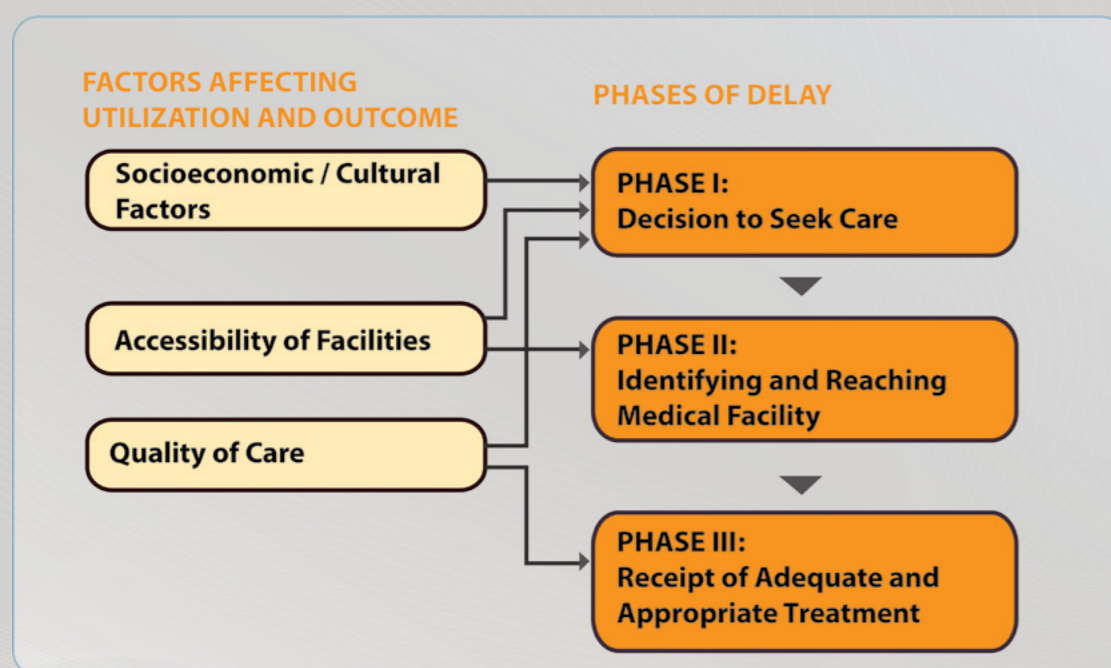 FACTORS AFFECTING
UTILIZATION AND OUTCOME
Socioeconomic / Cultural
Factors
Accessibility of Facilities
Quality of Care
PHASES OF DELAY
PHASE I:
Decision to Seek Care
PHASE II:
Identifying and Reaching
Medical Facility
PHASE III:
Receipt of Adequate and
Appropriate Treatment